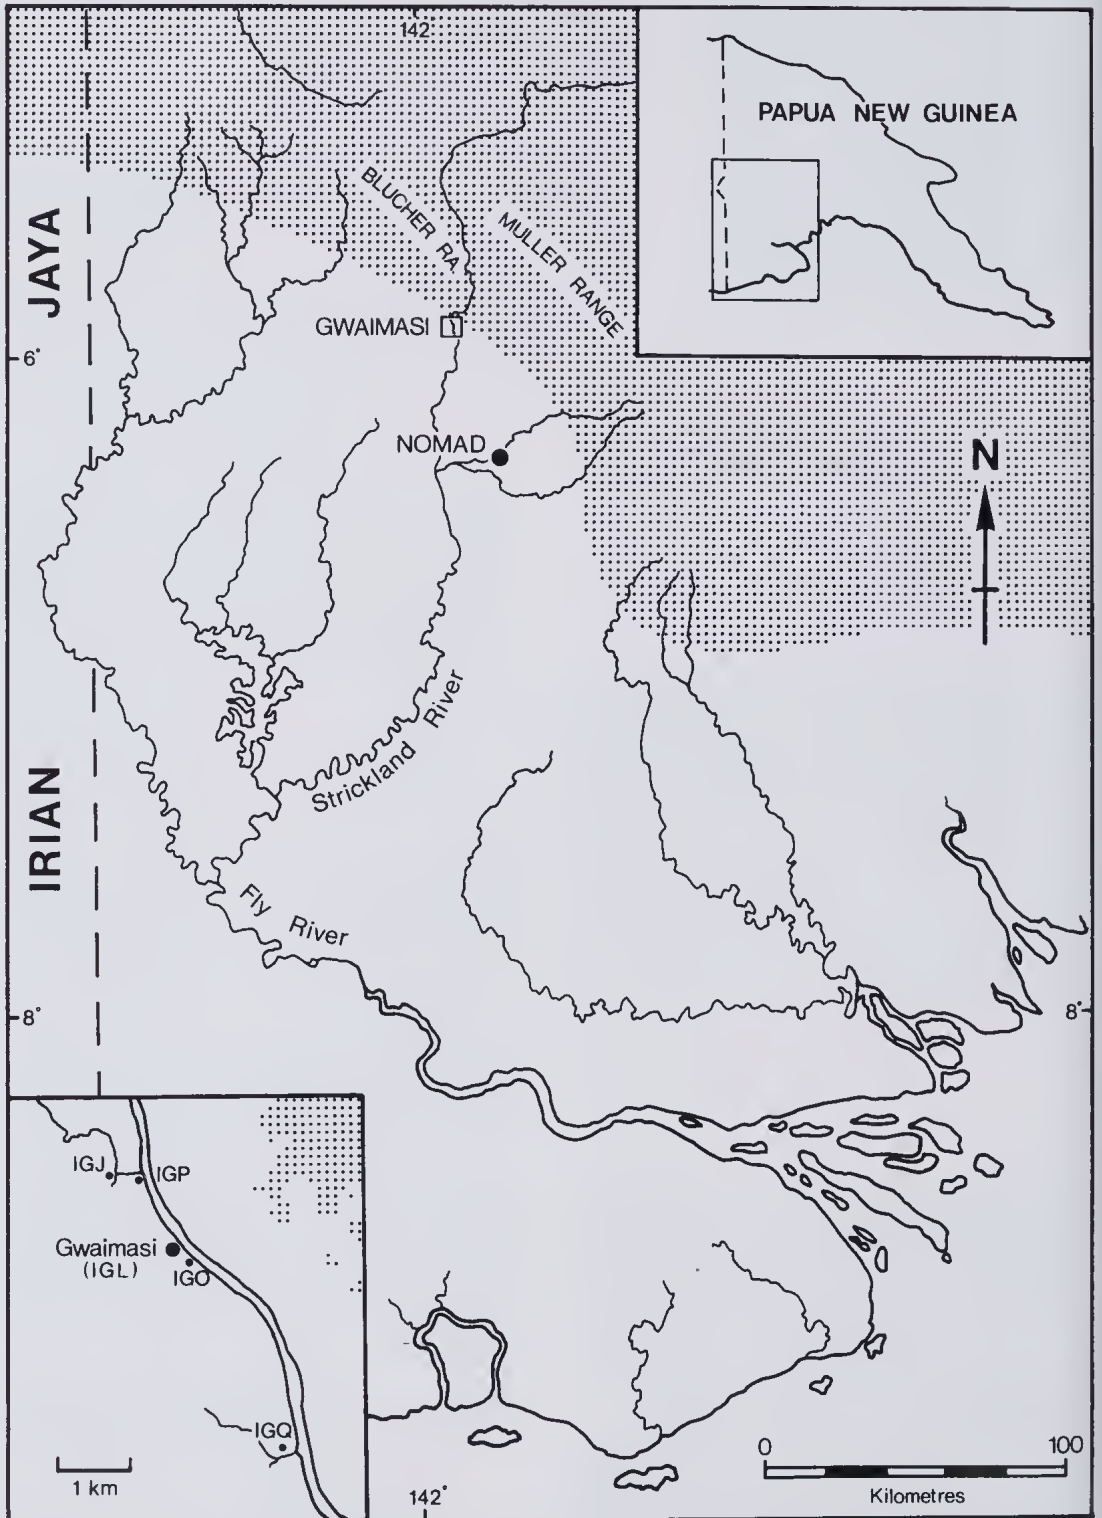 142°
PAPUA NEW GUINEA
BLUCHER RA.
MULLER RANGE
IRIAN JAYA
GWAIMASI
6°
NOMAD
N
Strickland River
Fly River
8°
8°
IGJ
IGP
Gwaimasi
(IGL)
IGO
IGQ
1 km
142°
0
100
Kilometres